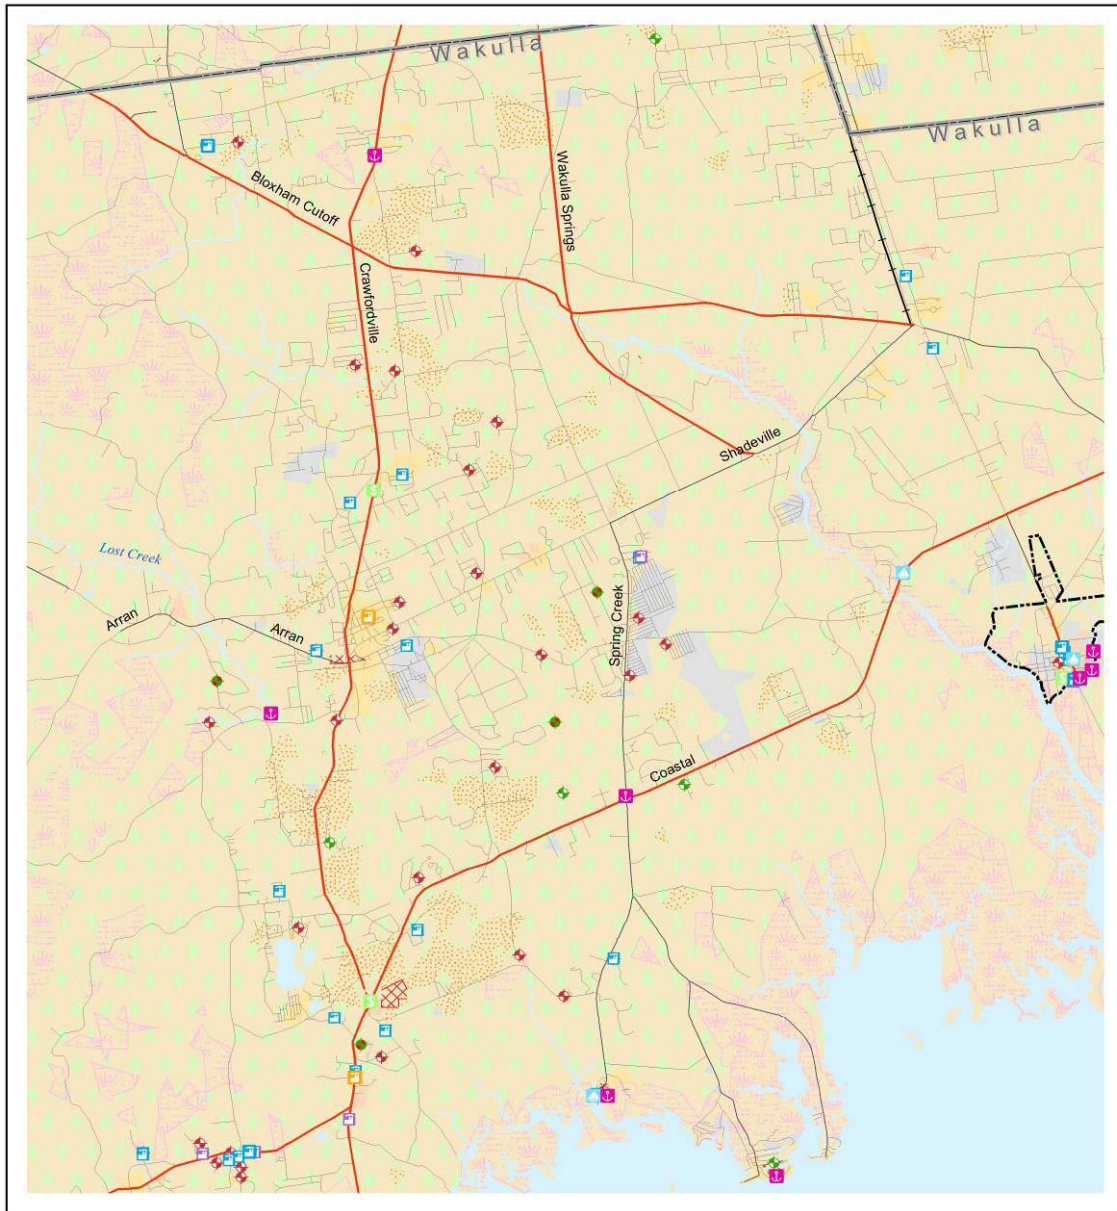 Wakulla
Wakulla
Bloxham Cutoff
Wakulla Springs
Crawfordville
Shadeville
Lost Creek
Arran
Arran
Spring Creek
Coastal